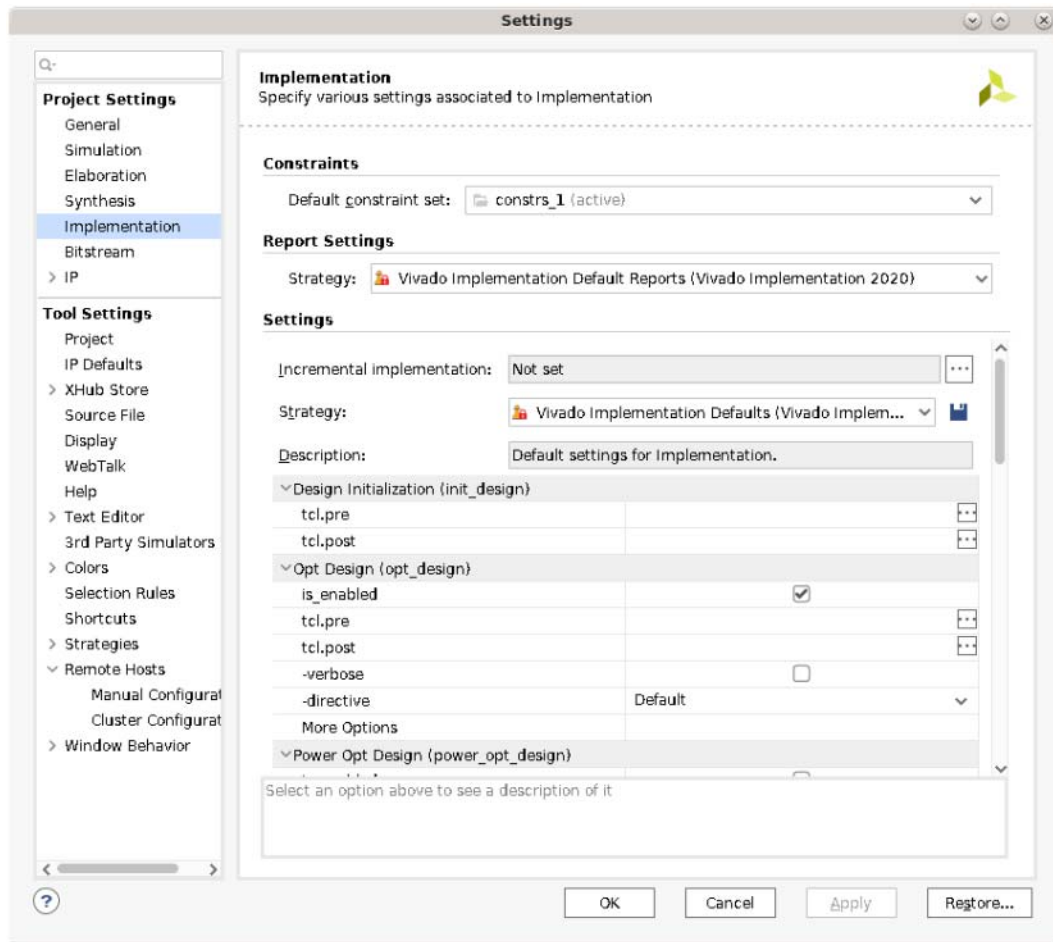 Settings
Project Settings
General
Simulation
Elaboration
Synthesis
Implementation
Bitstream
IP
Tool Settings
Project
IP Defaults
XHub Store
Source File
Display
WebTalk
Help
Text Editor
3rd Party Simulators
Colors
Selection Rules
Shortcuts
Strategies
Remote Hosts
Manual Configurat
Cluster Configurat
Window Behavior
Implementation
Specify various settings associated to Implementation
Constraints
Default constraint set: constrs_1 (active)
Report Settings
Strategy: Vivado Implementation Default Reports (Vivado Implementation 2020)
Settings
Incremental implementation: Not set
Strategy: Vivado Implementation Defaults (Vivado Implem...
Description: Default settings for Implementation.
Design Initialization (init_design)
tcl.pre
tcl.post
Opt Design (opt_design)
is_enabled
tcl.pre
tcl.post
-verbose
-directive Default
More Options
Power Opt Design (power_opt_design)
Select an option above to see a description of it
? OK Cancel Apply Restore...